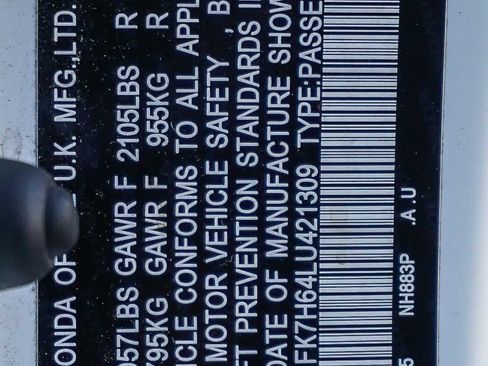 ONDA OF U.K. MFG.,LTD.
957LBS GAWR F 2105LBS R
795KG GAWR F 955KG R
ICLE CONFORMS TO ALL APPL
MOTOR VEHICLE SAFETY , B
FT PREVENTION STANDARDS I
DATE OF MANUFACTURE SHOW
FK7H64LU421309 TYPE:PASSE
NH883P .A.U